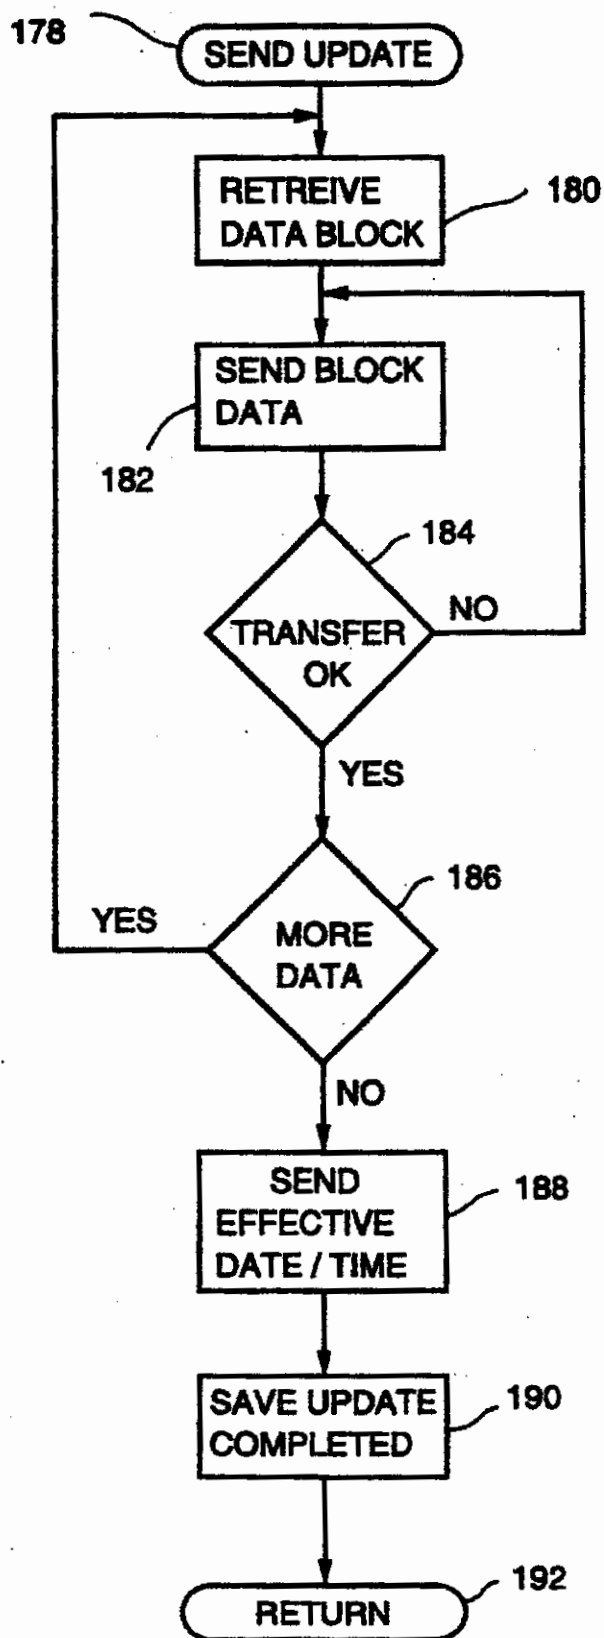 178
SEND UPDATE
RETREIVE
DATA BLOCK
180
SEND BLOCK
DATA
182
184
TRANSFER
OK
NO
YES
186
YES
MORE
DATA
NO
SEND
EFFECTIVE
DATE / TIME
188
SAVE UPDATE
COMPLETED
190
RETURN
192